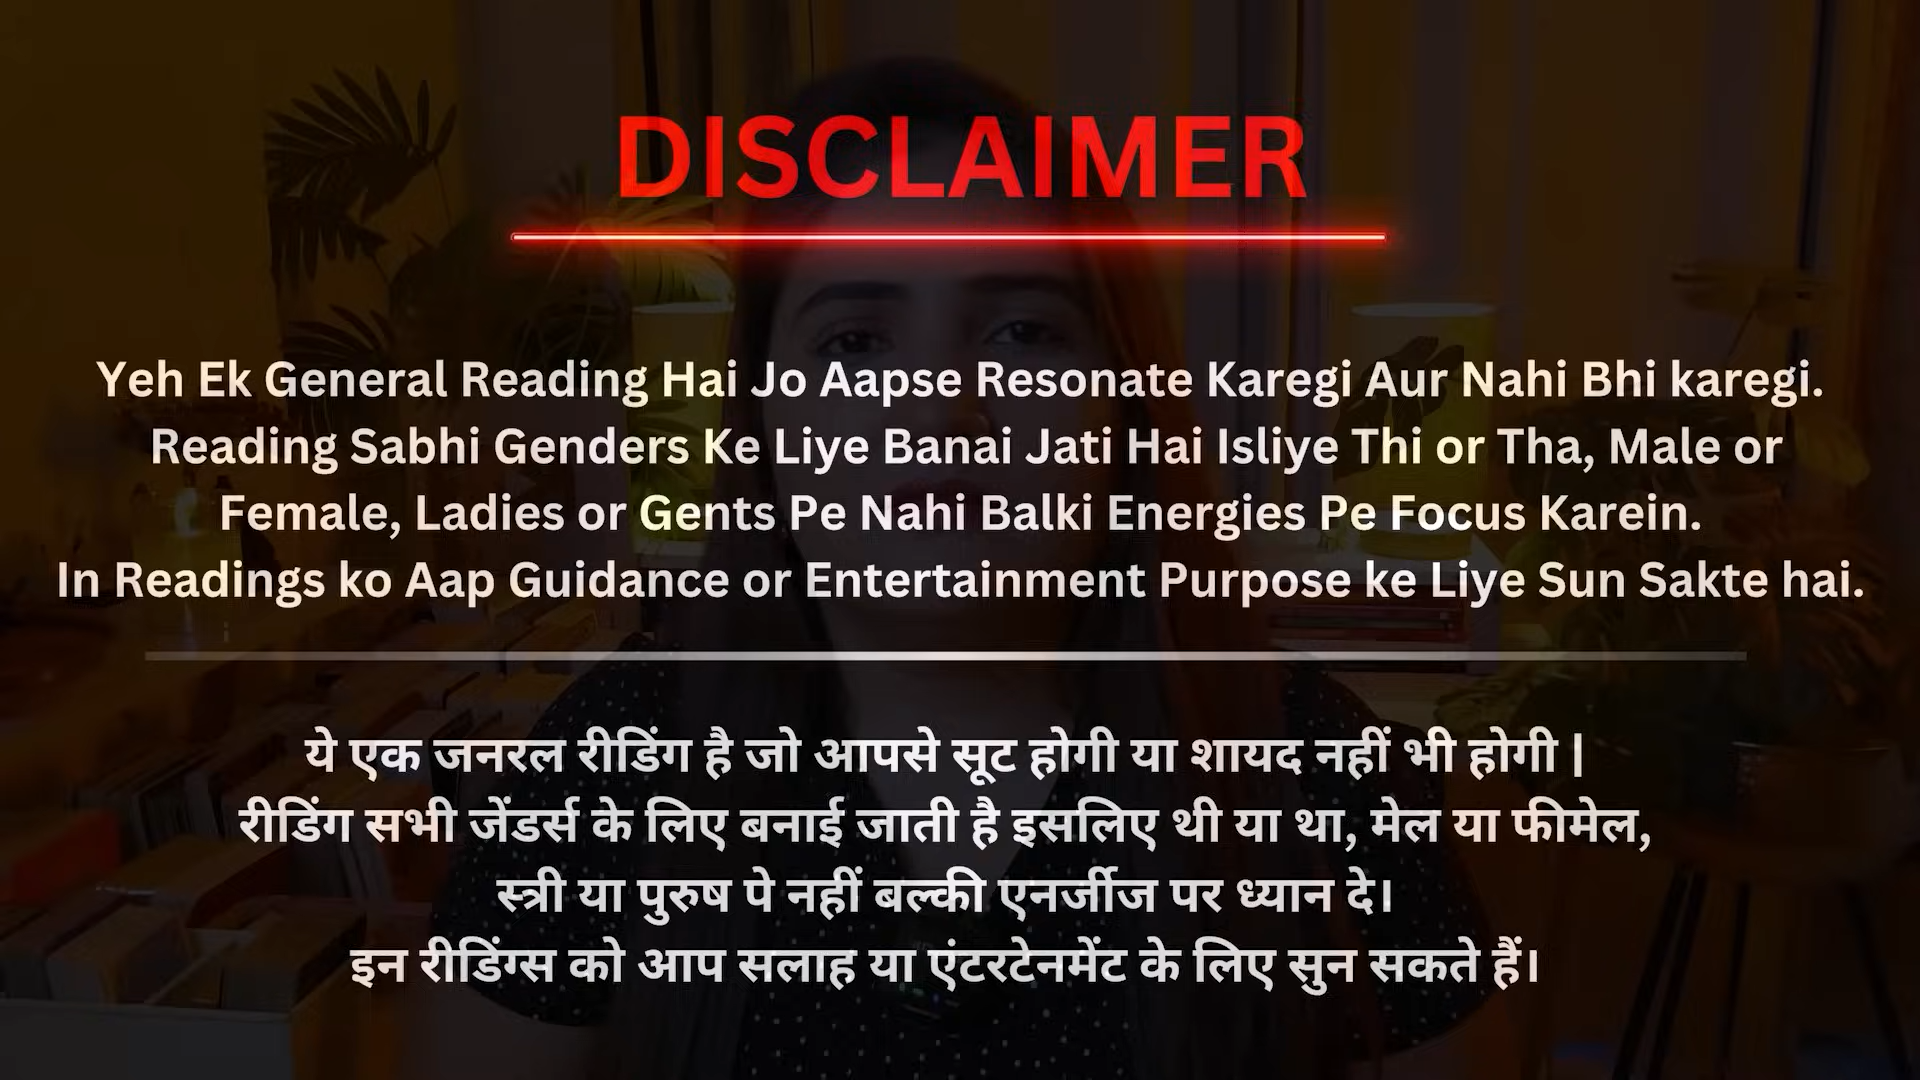 DISCLAIMER
Yeh Ek General Reading Hai Jo Aapse Resonate Karegi Aur Nahi Bhi karegi.
Reading Sabhi Genders Ke Liye Banai Jati Hai Isliye Thi or Tha, Male or
Female, Ladies or Gents Pe Nahi Balki Energies Pe Focus Karein.
In Readings ko Aap Guidance or Entertainment Purpose ke Liye Sun Sakte hai.
ये एक जनरल रीडिंग है जो आपसे सूट होगी या शायद नहीं भी होगी |
रीडिंग सभी जेंडर्स के लिए बनाई जाती है इसलिए थी या था, मेल या फीमेल,
स्त्री या पुरुष पे नहीं बल्की एनर्जीज पर ध्यान दे।
इन रीडिंग्स को आप सलाह या एंटरटेनमेंट के लिए सुन सकते हैं।